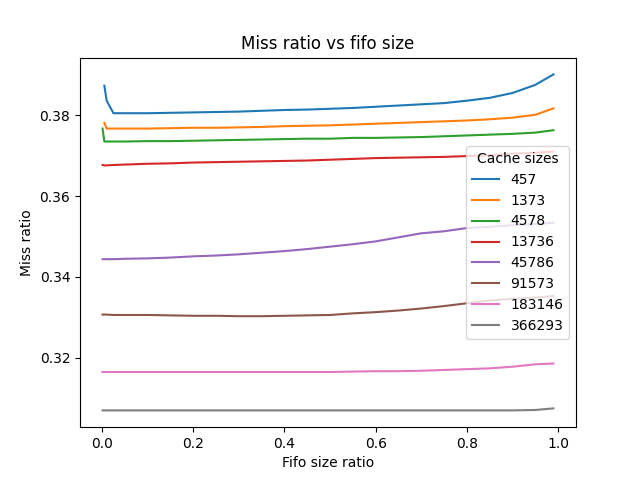 Miss ratio vs fifo size
0.38
0.36
0.34
0.32
Miss ratio
Cache sizes
457
1373
4578
13736
45786
91573
183146
366293
0.0 0.2 0.4 0.6 0.8 1.0
Fifo size ratio